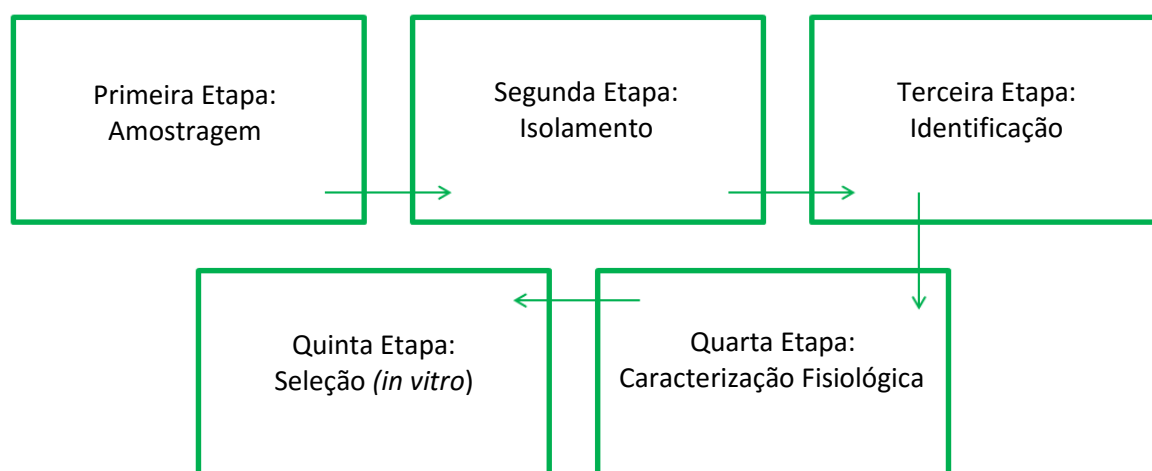 Primeira Etapa:
Amostragem
Segunda Etapa:
Isolamento
Terceira Etapa:
Identificação
Quarta Etapa:
Caracterização Fisiológica
Quinta Etapa:
Seleção (in vitro)